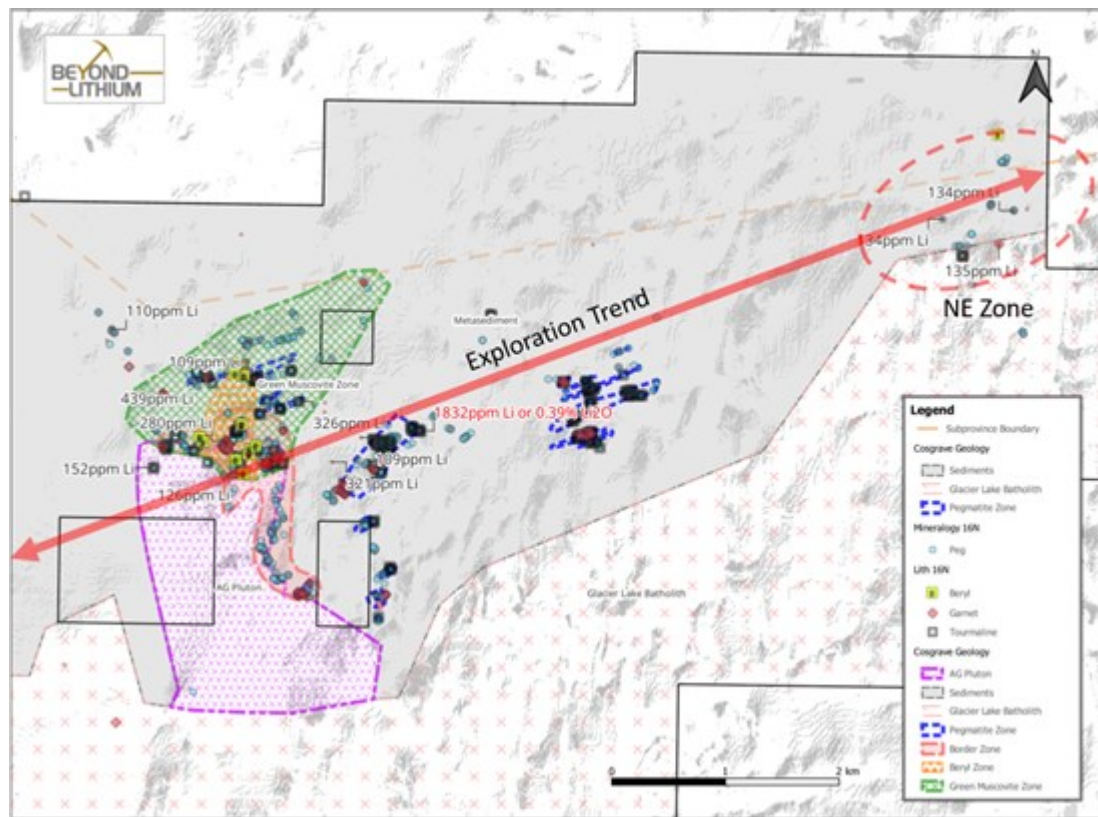 BEYOND
LITHIUM
N
134ppm Li
34ppm Li
135ppm Li
NE Zone
110ppm Li
Metasediment
Exploration Trend
109ppm
Green Muscovite Zone
439ppm Li
280ppm Li
326ppm L
1832ppm Li or 0.39% Li2O
152ppm Li
109ppm Li
321ppm Li
126ppm Li
AG Pluton
Glacier Lake Batholith
0 1 2 km
Legend
Subprovince Boundary
Cosgrave Geology
Sediments
Glacier Lake Batholith
Pegmatite Zone
Mineralogy 16N
Peg
Lith 16N
Beryl
Garnet
Tourmaline
Cosgrave Geology
AG Pluton
Sediments
Glacier Lake Batholith
Pegmatite Zone
Border Zone
Beryl Zone
Green Muscovite Zone